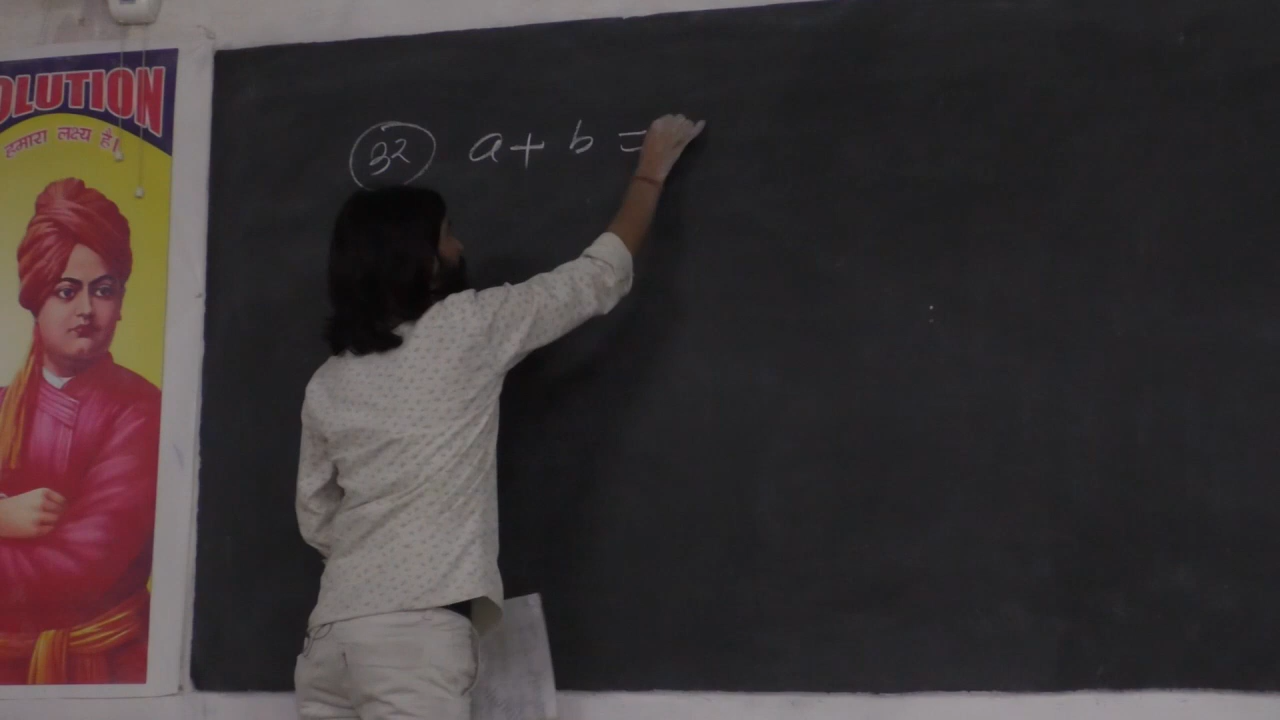 OLUTION
हमारा लक्ष्य है।
32 a + b =